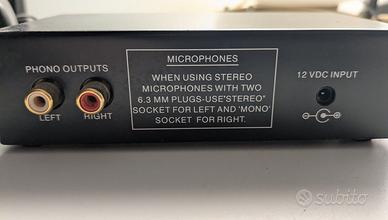 MICROPHONES
PHONO OUTPUTS
WHEN USING STEREO
MICROPHONES WITH TWO
6.3 MM PLUGS-USE"STEREO"
SOCKET FOR LEFT AND 'MONO'
SOCKET FOR RIGHT.
12 VDC INPUT
LEFT
RIGHT
subito